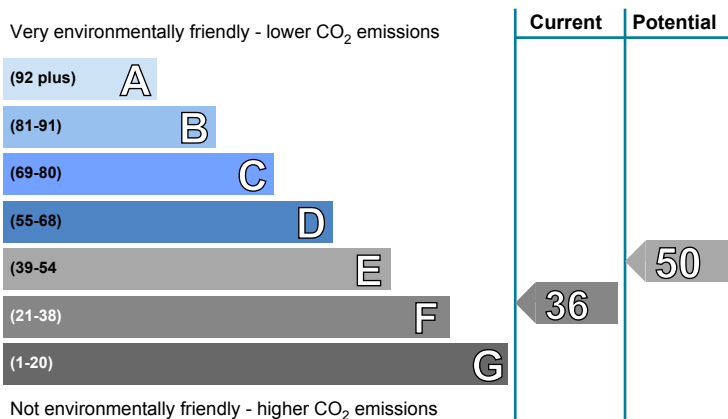 Very environmentally friendly - lower CO₂ emissions
Current
Potential
(92 plus) A
(81-91) B
(69-80) C
(55-68) D
(39-54 E
50
(21-38) F
36
(1-20) G
Not environmentally friendly - higher CO₂ emissions